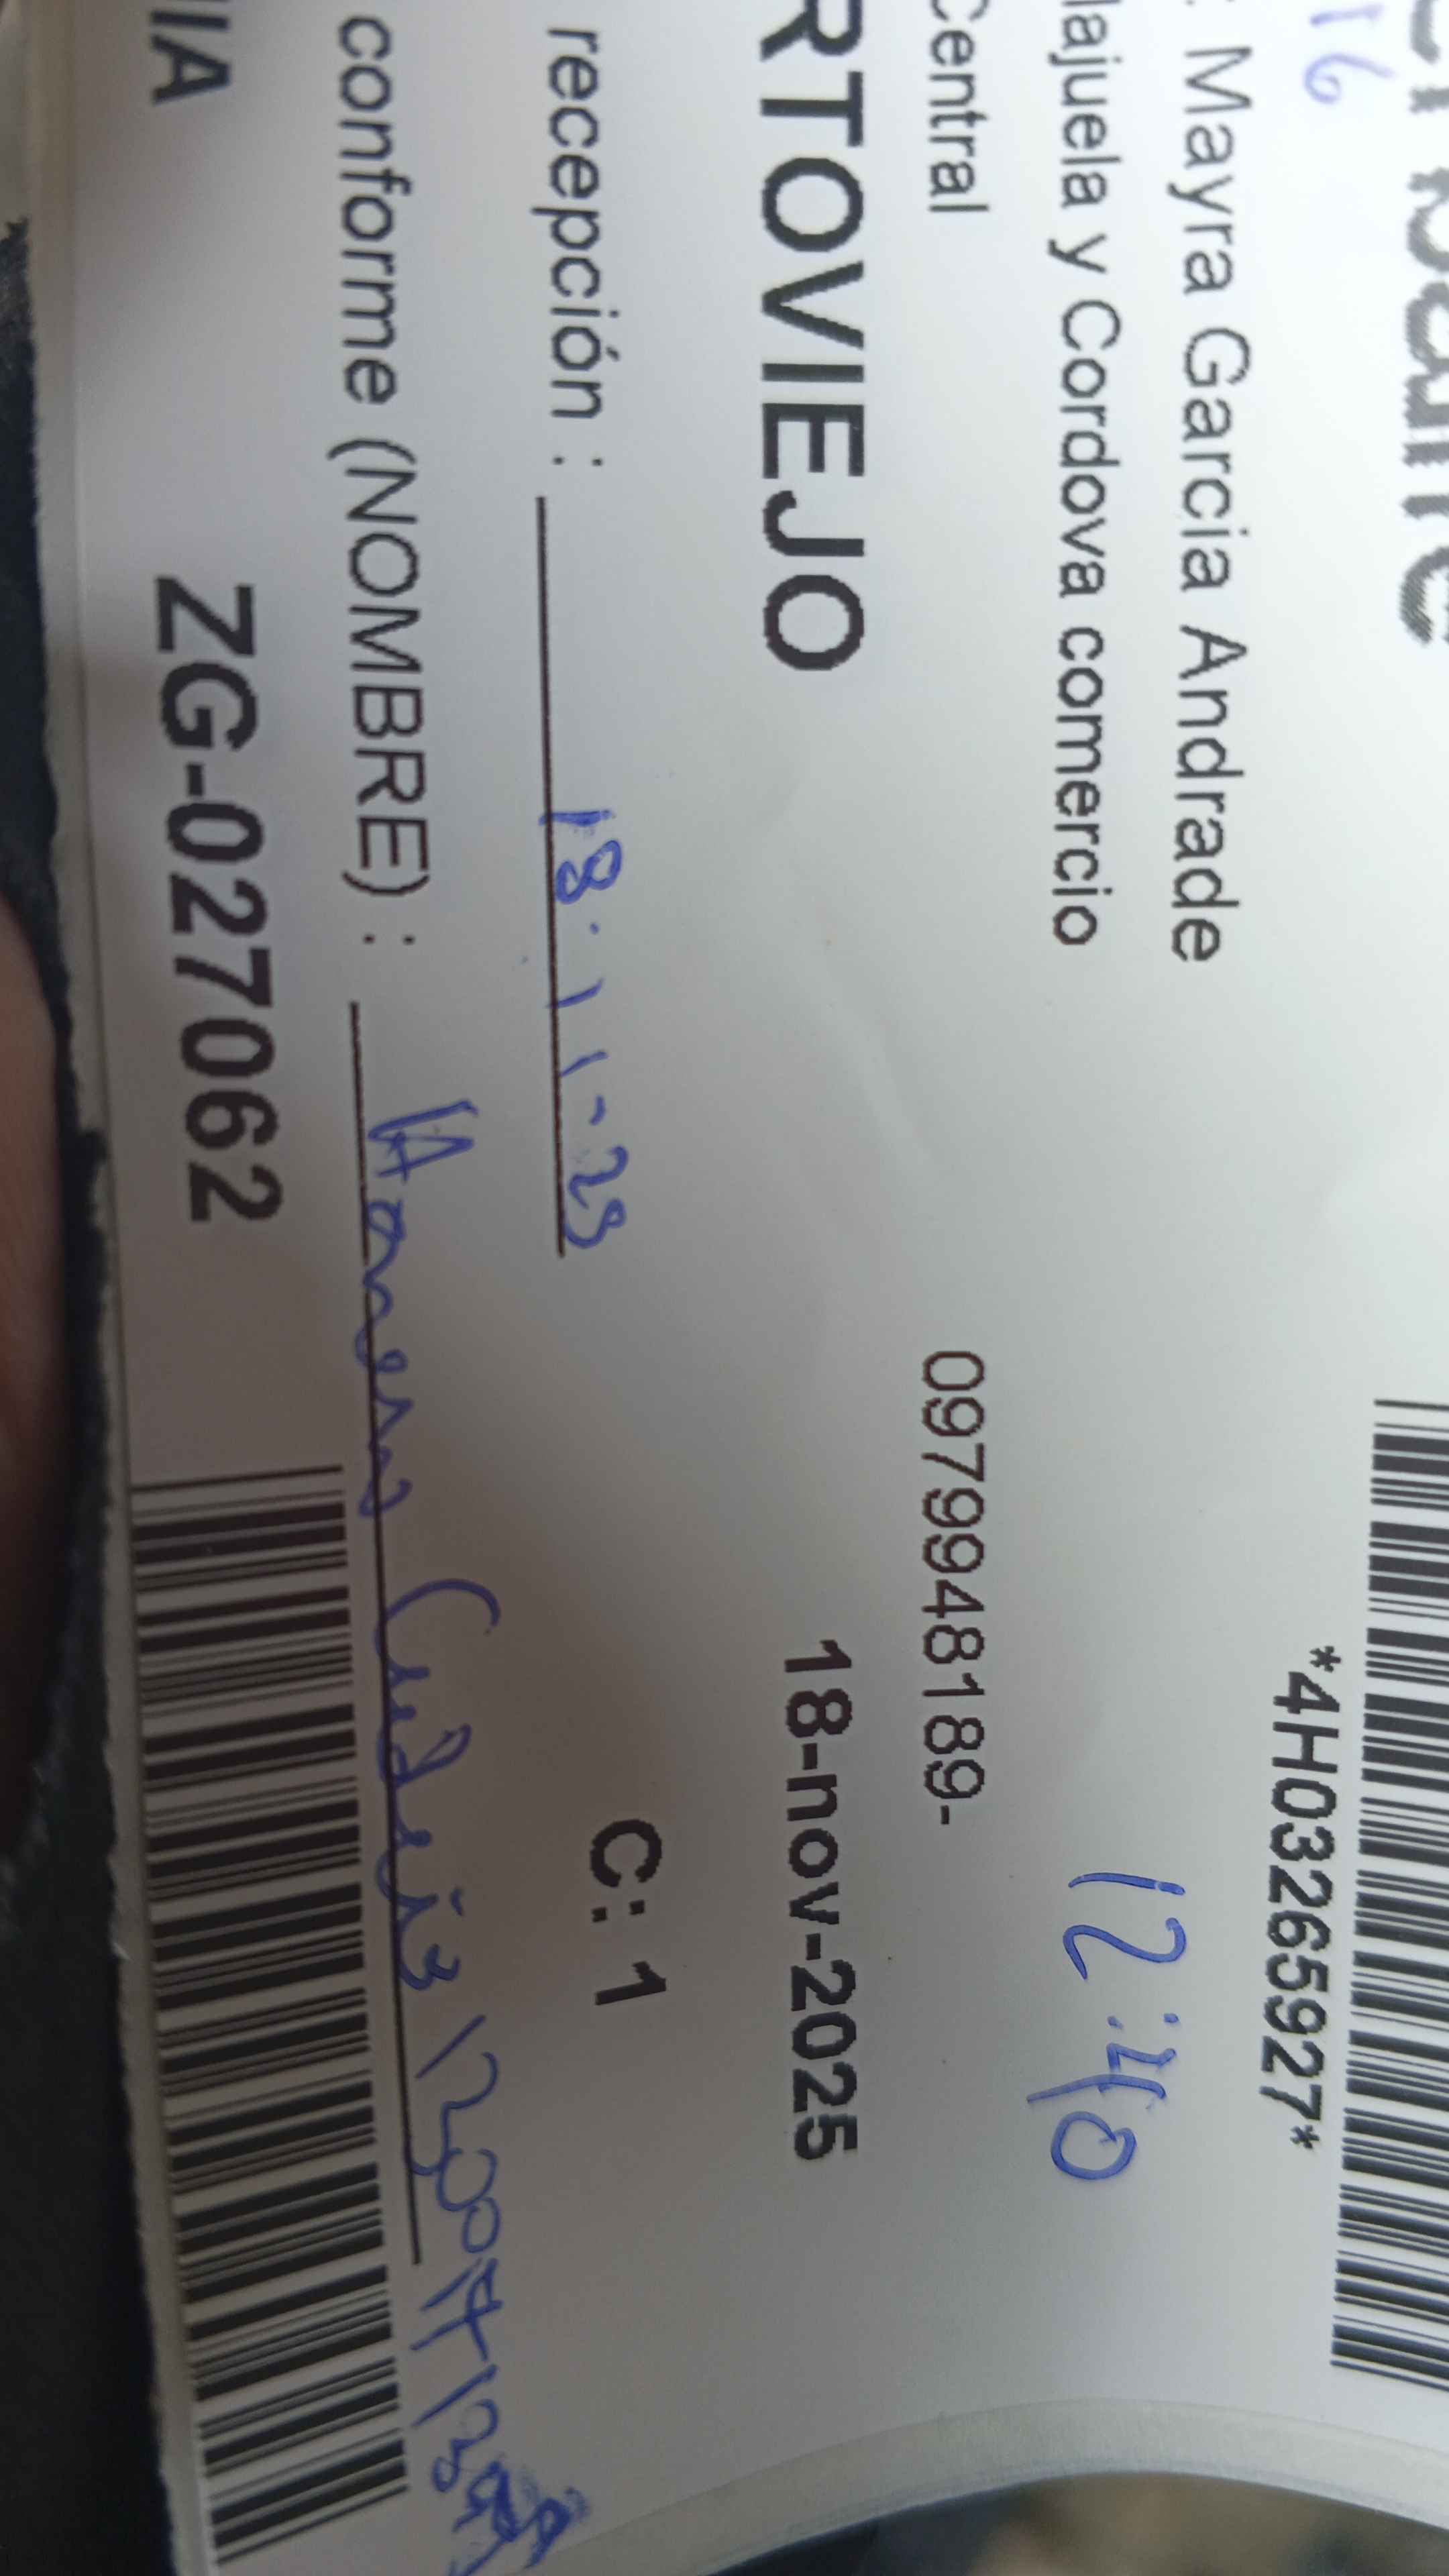 16 *4H03265927*
: Mayra Garcia Andrade
lajuela y Cordova comercio 12:40
Central 0979948189-
RTOVIEJO 18-nov-2025
C: 1
recepción : 18-11-25
conforme (NOMBRE) :
IIA ZG-027062